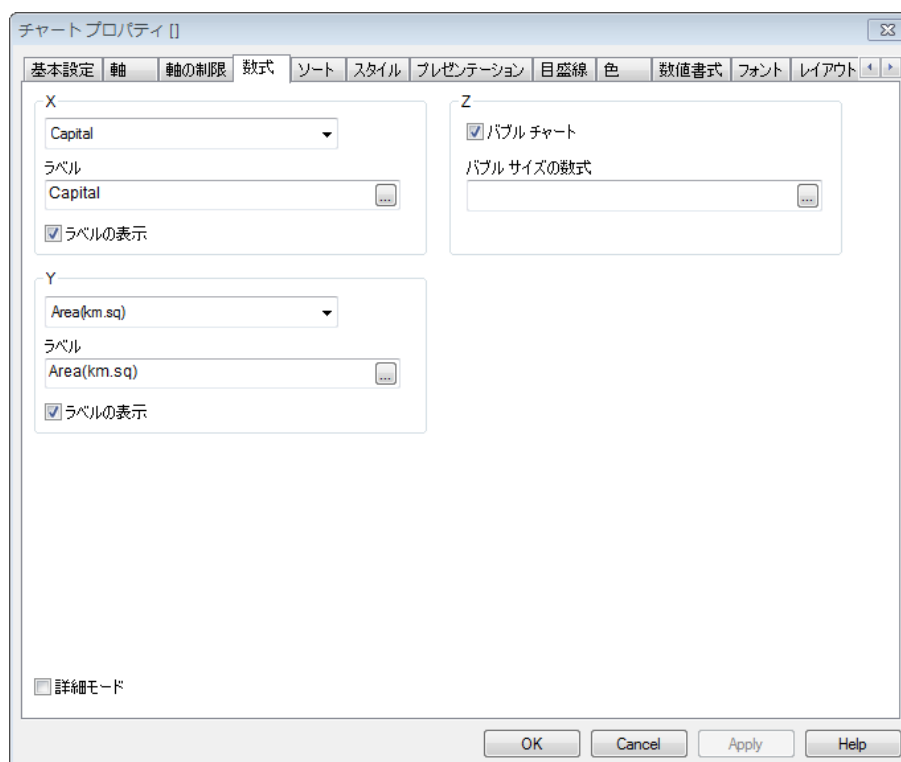 チャート プロパティ []
基本設定 軸 軸の制限 数式 ソート スタイル プレゼンテーション 目盛線 色 数値書式 フォント レイアウト
X
Capital
ラベル
Capital
...
ラベルの表示
Z
バブル チャート
バブル サイズの数式
...
Y
Area(km.sq)
ラベル
Area(km.sq)
...
ラベルの表示
詳細モード
OK Cancel Apply Help